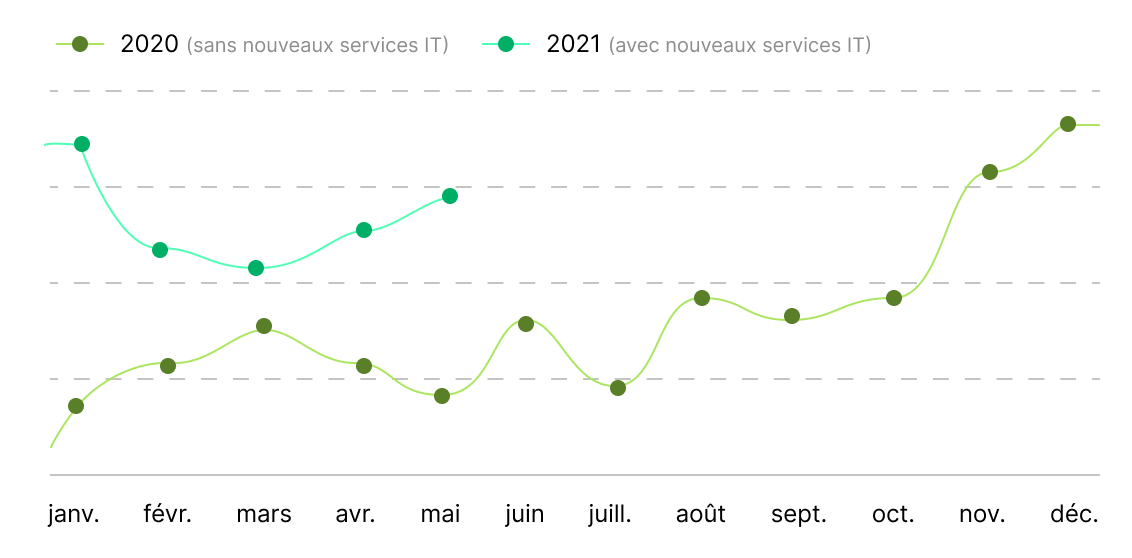 2020 (sans nouveaux services IT) 2021 (avec nouveaux services IT)
janv. févr. mars avr. mai juin juill. août sept. oct. nov. déc.